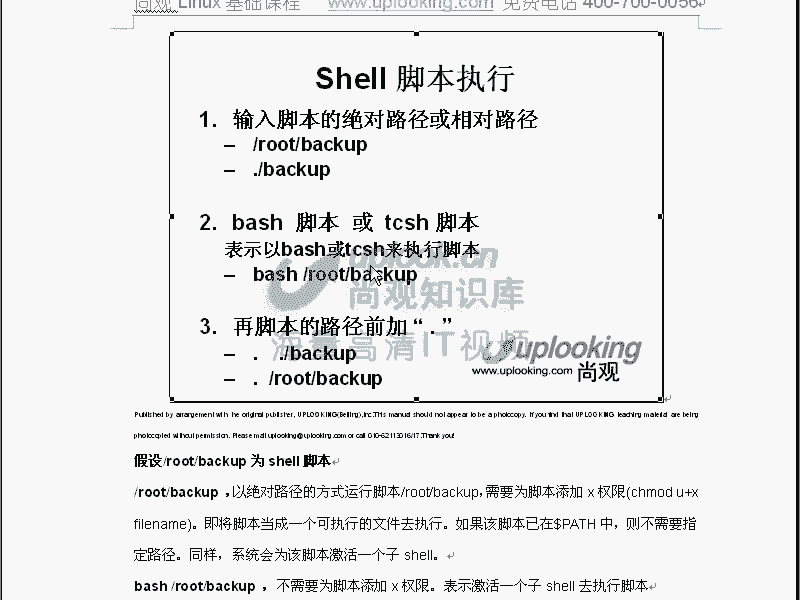 尚观 Linux 基础课程 www.uplooking.com 免费电话 400-700-0056
Shell 脚本执行
1. 输入脚本的绝对路径或相对路径
– /root/backup
– ./backup
2. bash 脚本 或 tcsh 脚本
表示以bash或tcsh来执行脚本
– bash /root/backup
uplook.cn
尚观知识库
3. 再脚本的路径前加 “ . ”
海量高清IT视频
– . ./backup
– . /root/backup
uplooking
www.uplooking.com 尚观
Published by arrangement with the original publisher, UPLOOKING(Beijing),inc.This manual should not appear to be a photocopy. If you find that UPLOOKING teaching material are being
photocopied without permission. Please mail uplooking@uplooking.com or call 010-62113016/17.Thank you!
假设/root/backup 为 shell 脚本
/root/backup ，以绝对路径的方式运行脚本/root/backup,需要为脚本添加 x 权限(chmod u+x
filename)。即将脚本当成一个可执行的文件去执行。如果该脚本已在$PATH 中，则不需要指
定路径。同样，系统会为该脚本激活一个子 shell。
bash /root/backup ，不需要为脚本添加 x 权限。表示激活一个子 shell 去执行脚本